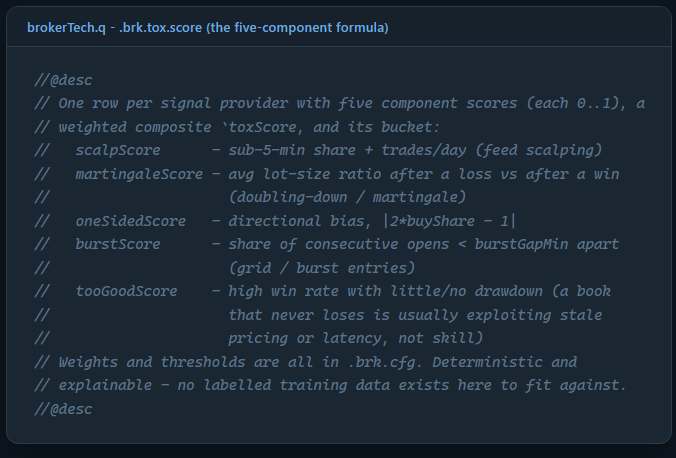 brokerTech.q - .brk.tox.score (the five-component formula)
//@desc
// One row per signal provider with five component scores (each 0..1), a
// weighted composite `toxScore, and its bucket:
//   scalpScore      - sub-5-min share + trades/day (feed scalping)
//   martingaleScore - avg lot-size ratio after a loss vs after a win
//                     (doubling-down / martingale)
//   oneSidedScore   - directional bias, |2*buyShare - 1|
//   burstScore      - share of consecutive opens < burstGapMin apart
//                     (grid / burst entries)
//   tooGoodScore    - high win rate with little/no drawdown (a book
//                     that never loses is usually exploiting stale
//                     pricing or latency, not skill)
// Weights and thresholds are all in .brk.cfg. Deterministic and
// explainable - no labelled training data exists here to fit against.
//@desc